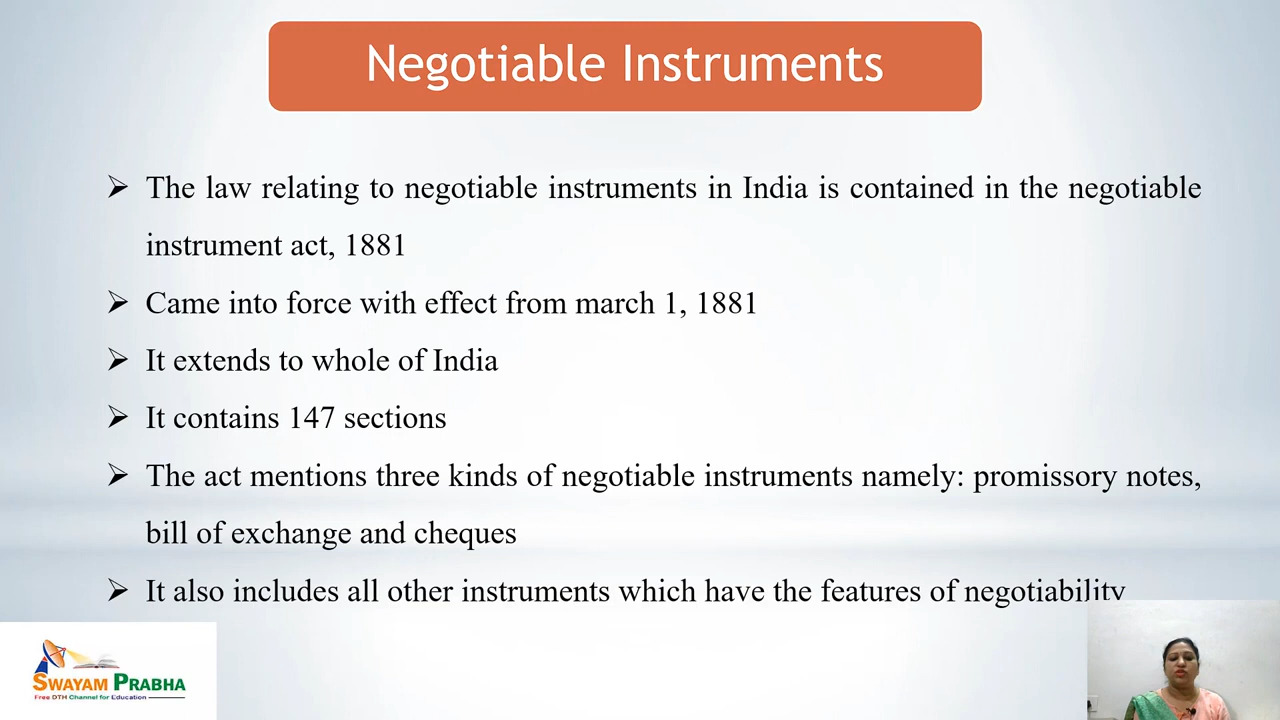 Negotiable Instruments
The law relating to negotiable instruments in India is contained in the negotiable
instrument act, 1881
Came into force with effect from march 1, 1881
It extends to whole of India
It contains 147 sections
The act mentions three kinds of negotiable instruments namely: promissory notes,
bill of exchange and cheques
It also includes all other instruments which have the features of negotiability
SWAYAM PRABHA
Free DTH Channel for Education